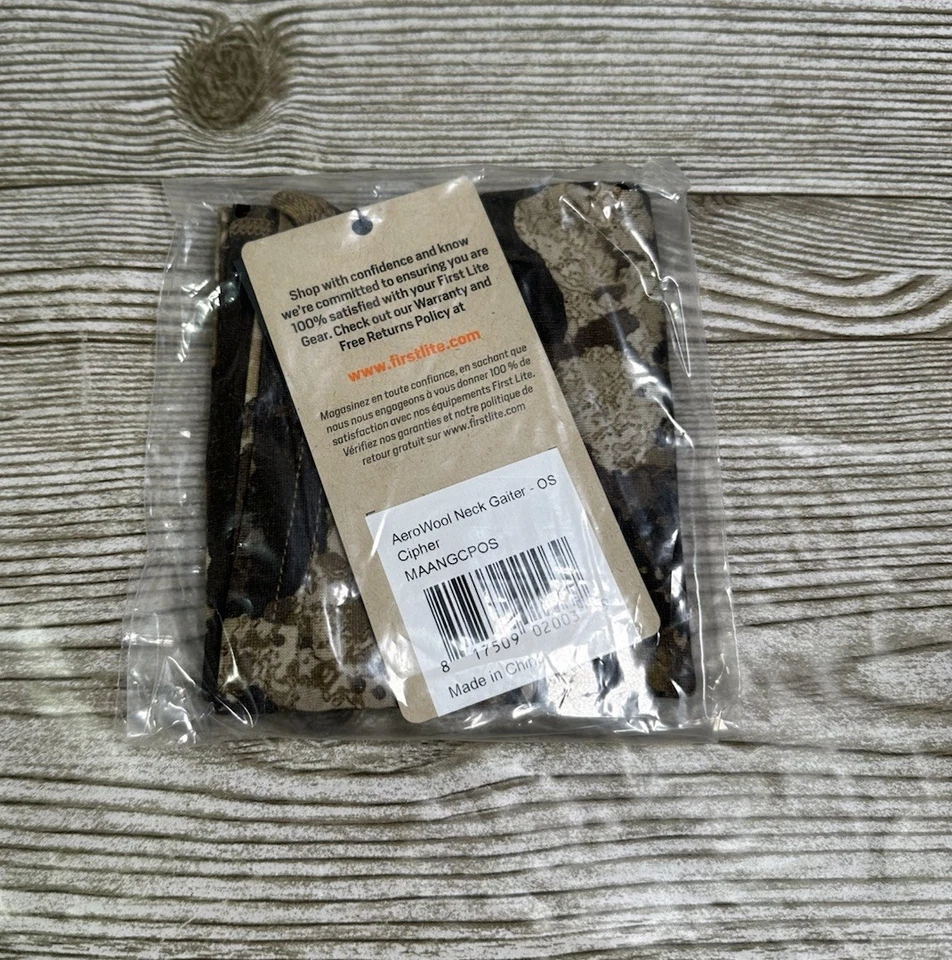 Shop with confidence and know
we're committed to ensuring you are
100% satisfied with your First Lite
Gear. Check out our Warranty and
Free Returns Policy at
www.firstlite.com
Magasinez en toute confiance, en sachant que
nous nous engageons à vous donner 100 % de
satisfaction avec nos équipements First Lite.
Vérifiez nos garanties et notre politique de
retour gratuit sur www.firstlite.com
AeroWool Neck Gaiter - OS
Cipher
MAANGCPOS
8 17509 02003
Made in China